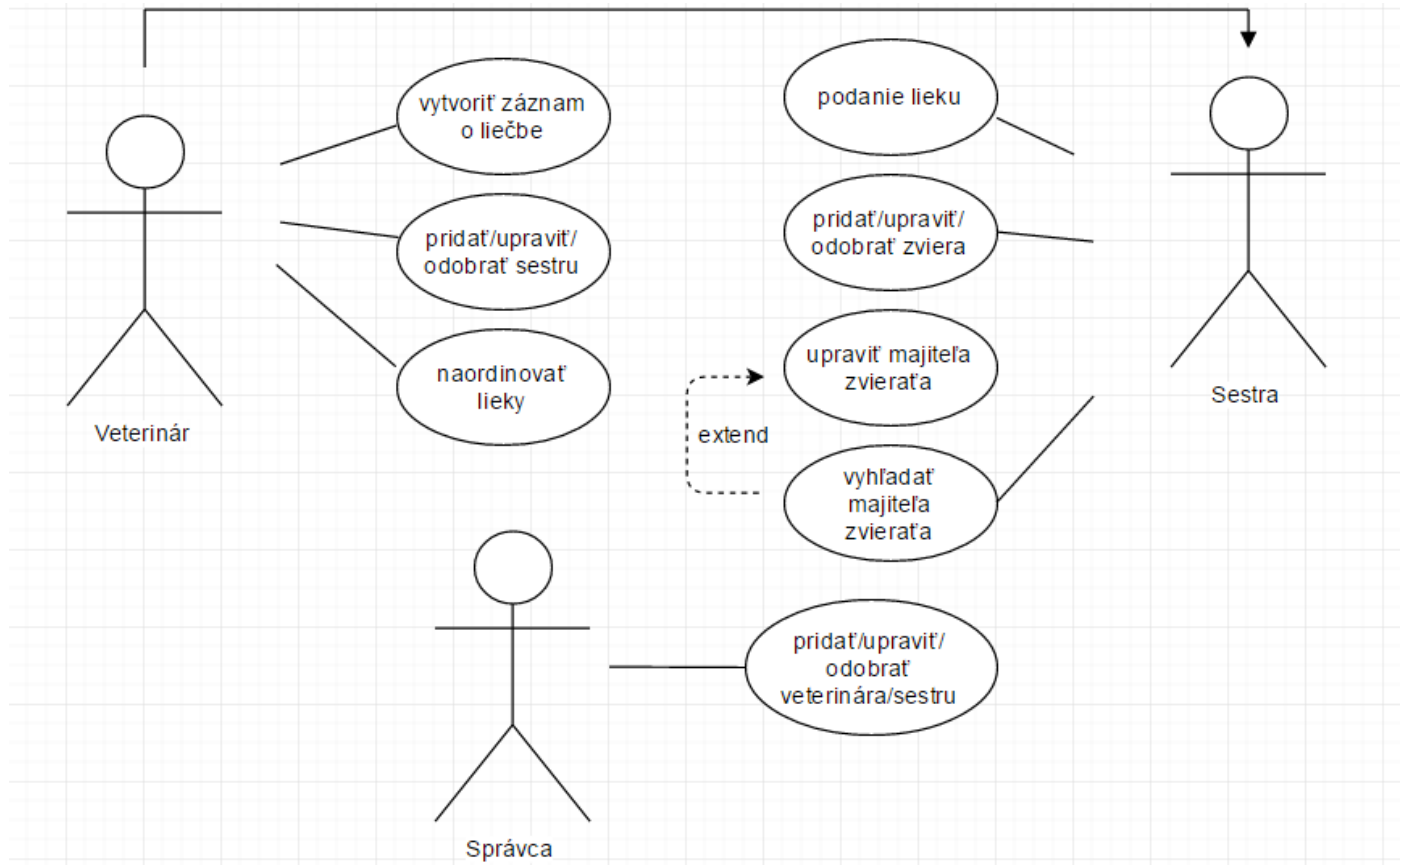 vytvoriť záznam
o liečbe
pridať/upraviť/
odobrať sestru
naordinovať
lieky
Veterinár
podanie lieku
pridať/upraviť/
odobrať zviera
upraviť majiteľa
zvieraťa
extend
vyhľadať
majiteľa
zvieraťa
Sestra
pridať/upraviť/
odobrať
veterinára/sestru
Správca